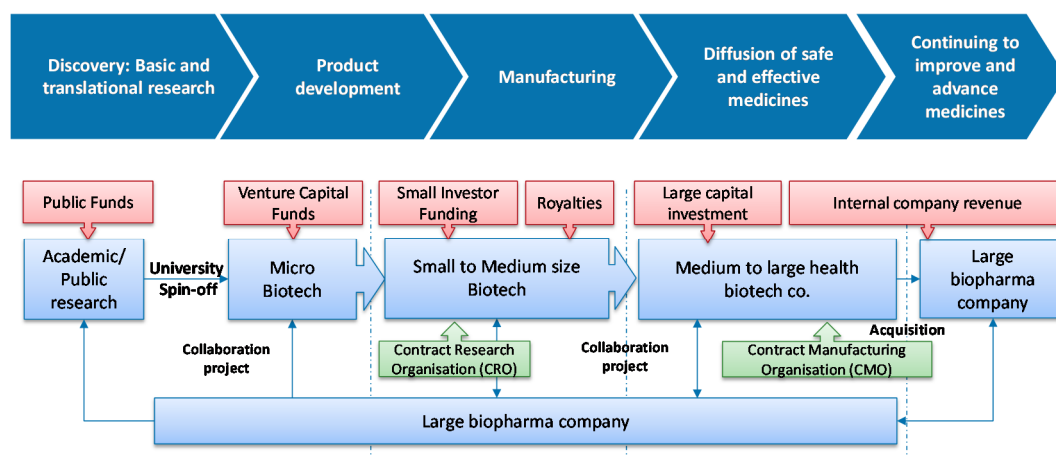 Discovery: Basic and
translational research
Product
development
Manufacturing
Diffusion of safe
and effective
medicines
Continuing to
improve and
advance
medicines
Public Funds
Venture Capital
Funds
Small Investor
Funding
Royalties
Large capital
investment
Internal company revenue
Academic/
Public
research
University
Spin-off
Micro
Biotech
Small to Medium size
Biotech
Medium to large health
biotech co.
Large
biopharma
company
Acquisition
Collaboration
project
Contract Research
Organisation (CRO)
Collaboration
project
Contract Manufacturing
Organisation (CMO)
Large biopharma company